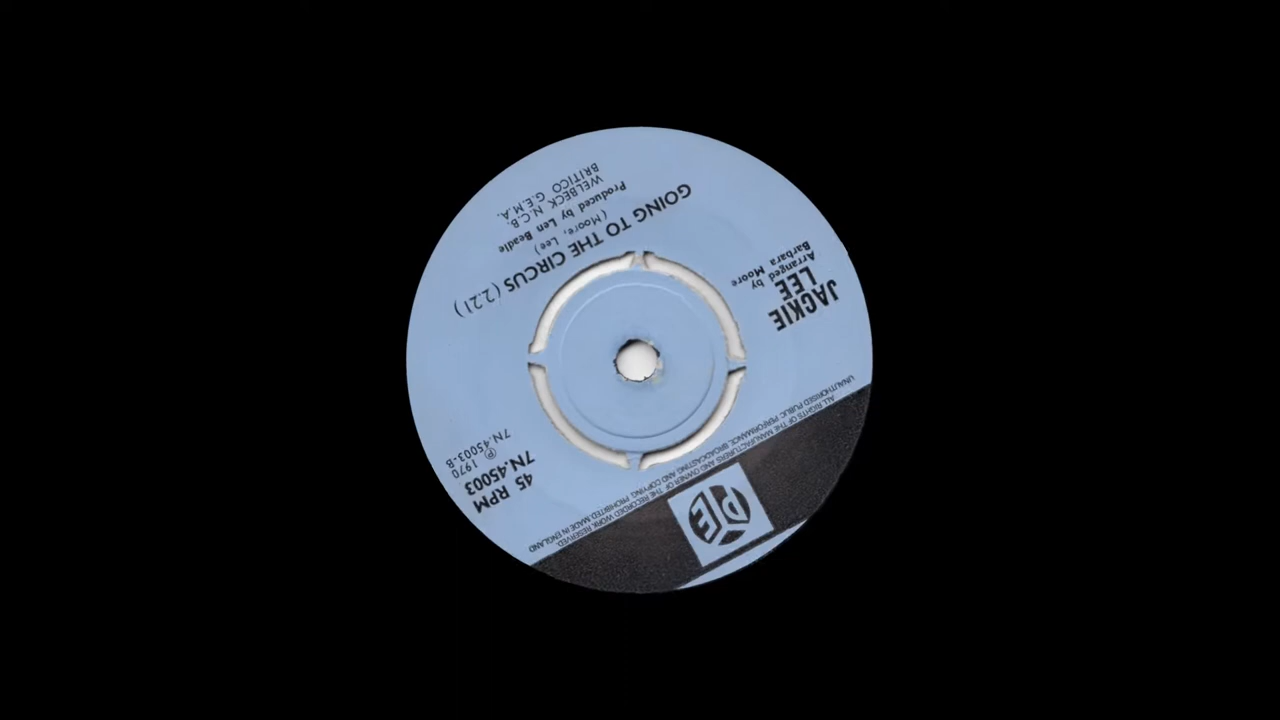 PYE
UNAUTHORISED PUBLIC PERFORMANCE, BROADCASTING AND COPYING PROHIBITED. MADE IN ENGLAND
ALL RIGHTS OF THE MANUFACTURERS AND OWNER OF THE RECORDED WORK RESERVED.
45 RPM
7N.45003
℗ 1970
7N.45003-B
JACKIE
LEE
Arranged by
Barbara Moore
GOING TO THE CIRCUS (2.21)
(Moore, Lee)
Produced by Len Beadle
WELBECK N.C.B.
BRITICO G.E.M.A.